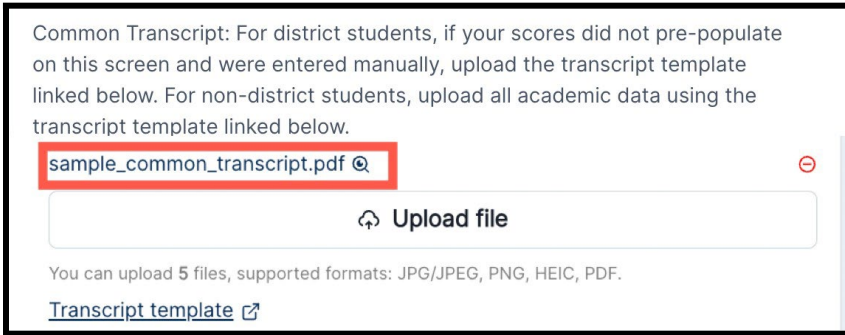 Common Transcript: For district students, if your scores did not pre-populate
on this screen and were entered manually, upload the transcript template
linked below. For non-district students, upload all academic data using the
transcript template linked below.
sample_common_transcript.pdf
Upload file
You can upload 5 files, supported formats: JPG/JPEG, PNG, HEIC, PDF.
Transcript template